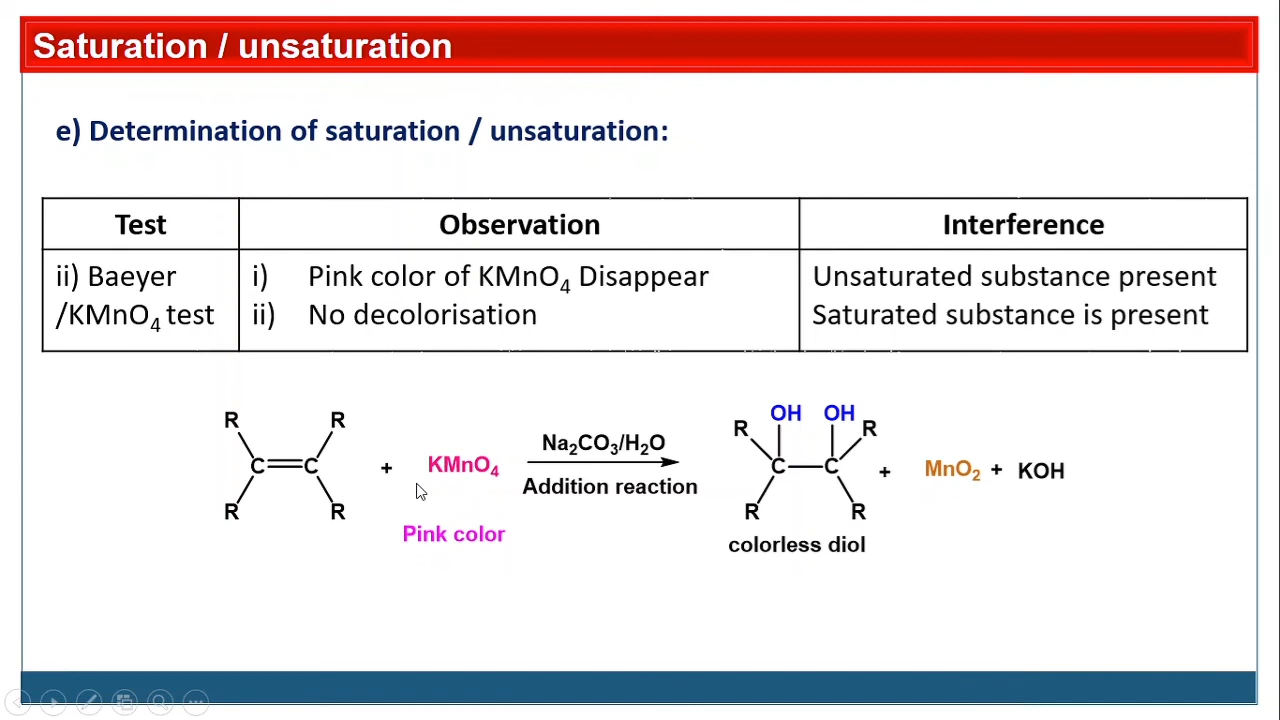 Saturation / unsaturation
e) Determination of saturation / unsaturation:
Test Observation Interference
ii) Baeyer i) Pink color of KMnO4 Disappear Unsaturated substance present
/KMnO4 test ii) No decolorisation Saturated substance is present
R R OH OH
R R
C C + KMnO4 Na2CO3/H2O C C + MnO2 + KOH
Addition reaction
R R R R
Pink color colorless diol